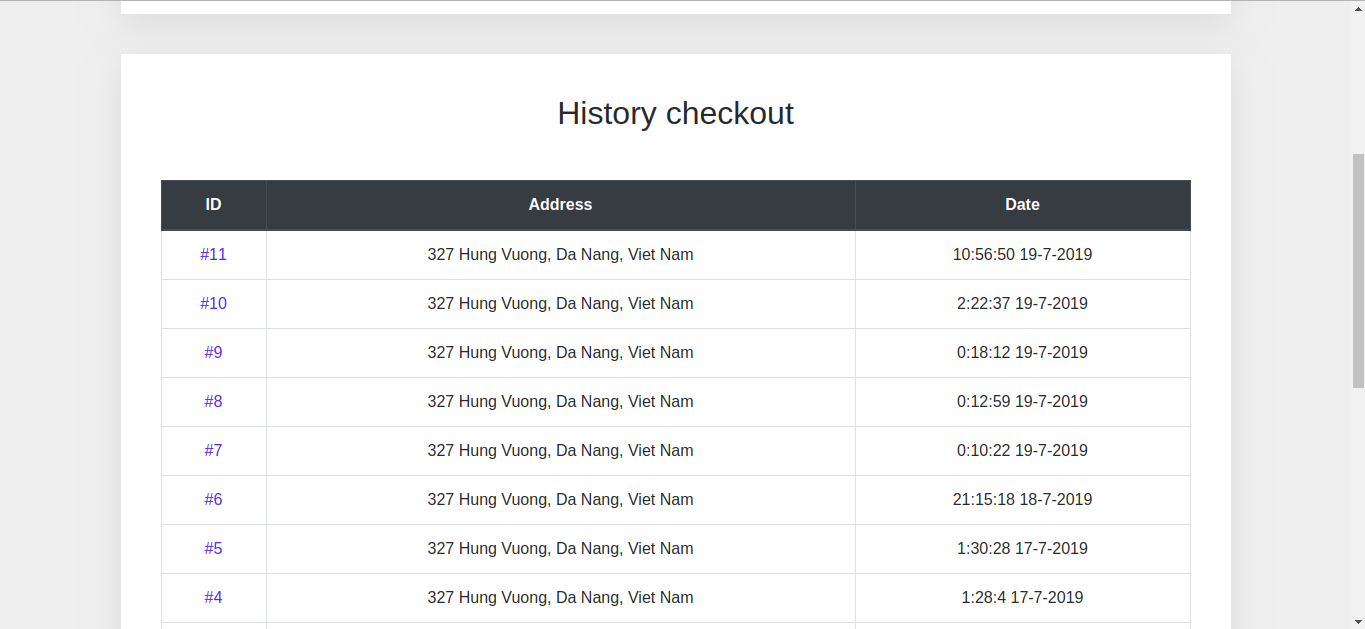 History checkout
ID Address Date
#11 327 Hung Vuong, Da Nang, Viet Nam 10:56:50 19-7-2019
#10 327 Hung Vuong, Da Nang, Viet Nam 2:22:37 19-7-2019
#9 327 Hung Vuong, Da Nang, Viet Nam 0:18:12 19-7-2019
#8 327 Hung Vuong, Da Nang, Viet Nam 0:12:59 19-7-2019
#7 327 Hung Vuong, Da Nang, Viet Nam 0:10:22 19-7-2019
#6 327 Hung Vuong, Da Nang, Viet Nam 21:15:18 18-7-2019
#5 327 Hung Vuong, Da Nang, Viet Nam 1:30:28 17-7-2019
#4 327 Hung Vuong, Da Nang, Viet Nam 1:28:4 17-7-2019